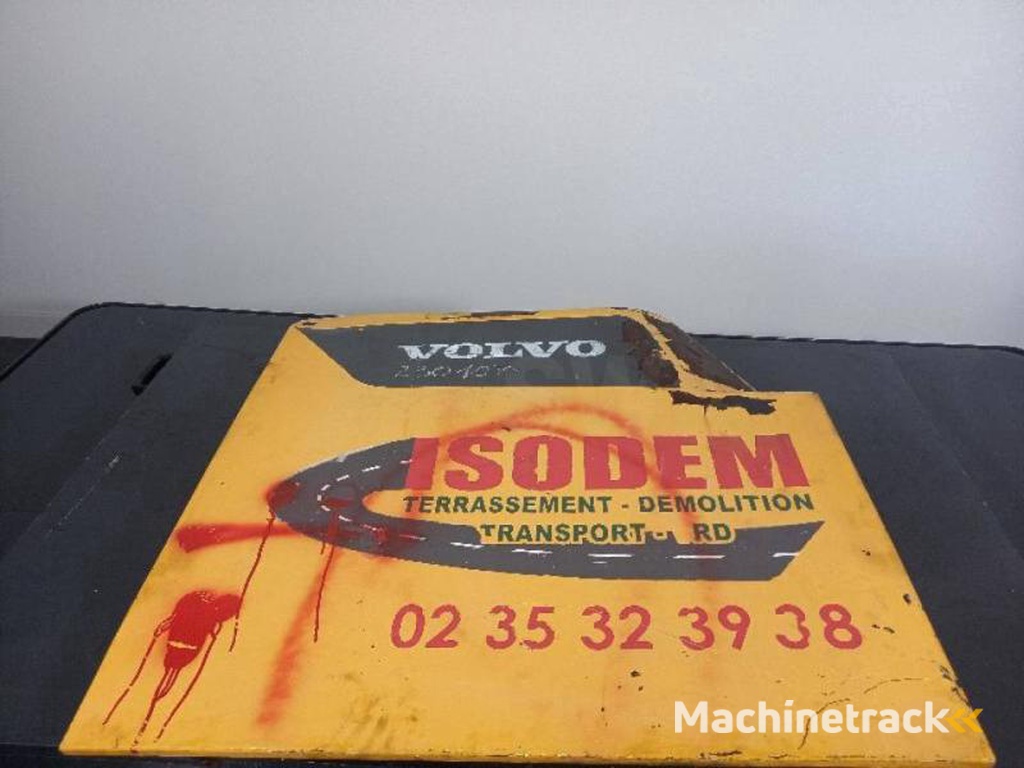 VOLVO
ISODEM
TERRASSEMENT - DEMOLITION
TRANSPORT - RD
02 35 32 39 38
Machinetrack